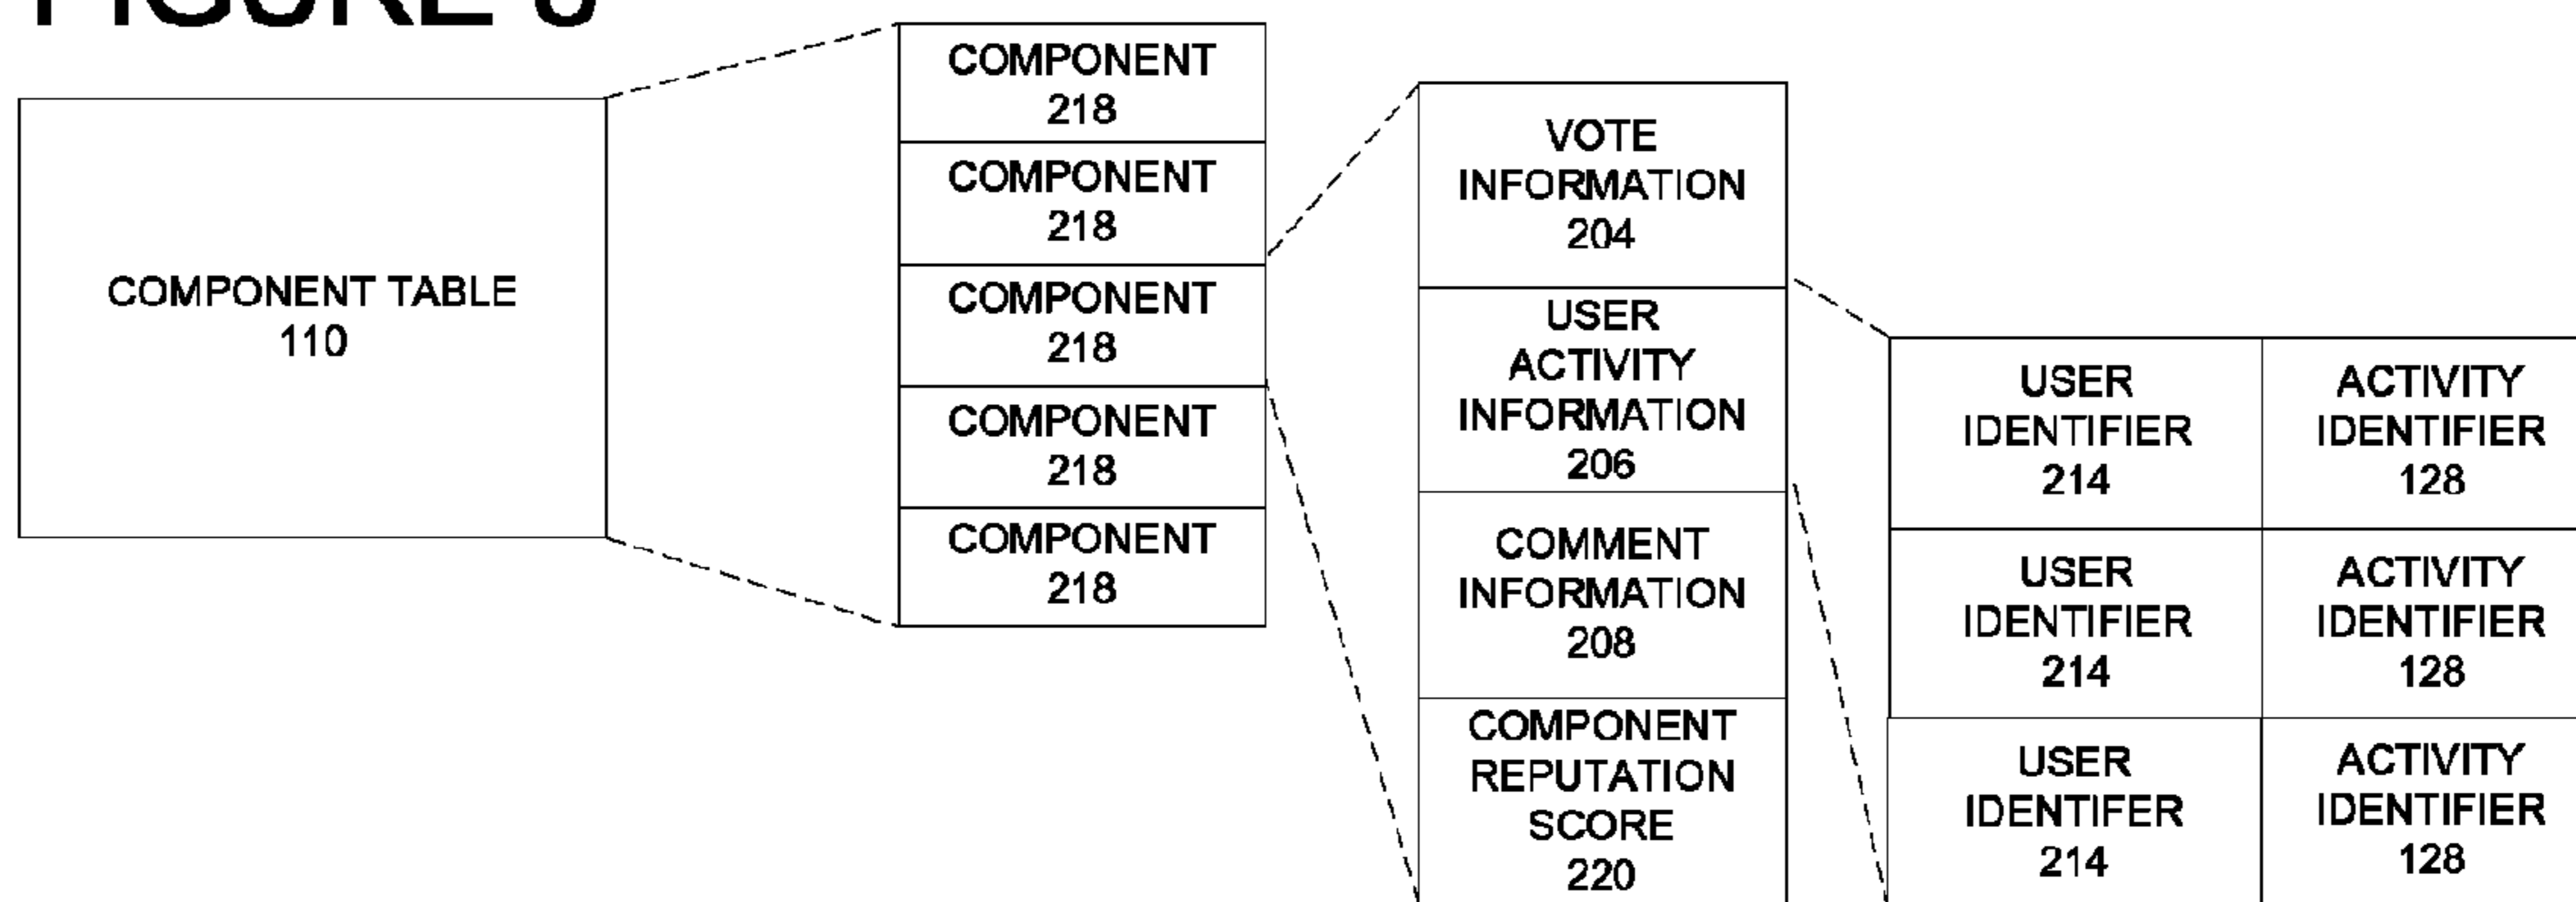 COMPONENT TABLE
110
COMPONENT
218
COMPONENT
218
COMPONENT
218
COMPONENT
218
COMPONENT
218
VOTE
INFORMATION
204
USER
ACTIVITY
INFORMATION
206
COMMENT
INFORMATION
208
COMPONENT
REPUTATION
SCORE
220
USER
IDENTIFIER
214
ACTIVITY
IDENTIFIER
128
USER
IDENTIFIER
214
ACTIVITY
IDENTIFIER
128
USER
IDENTIFER
214
ACTIVITY
IDENTIFIER
128